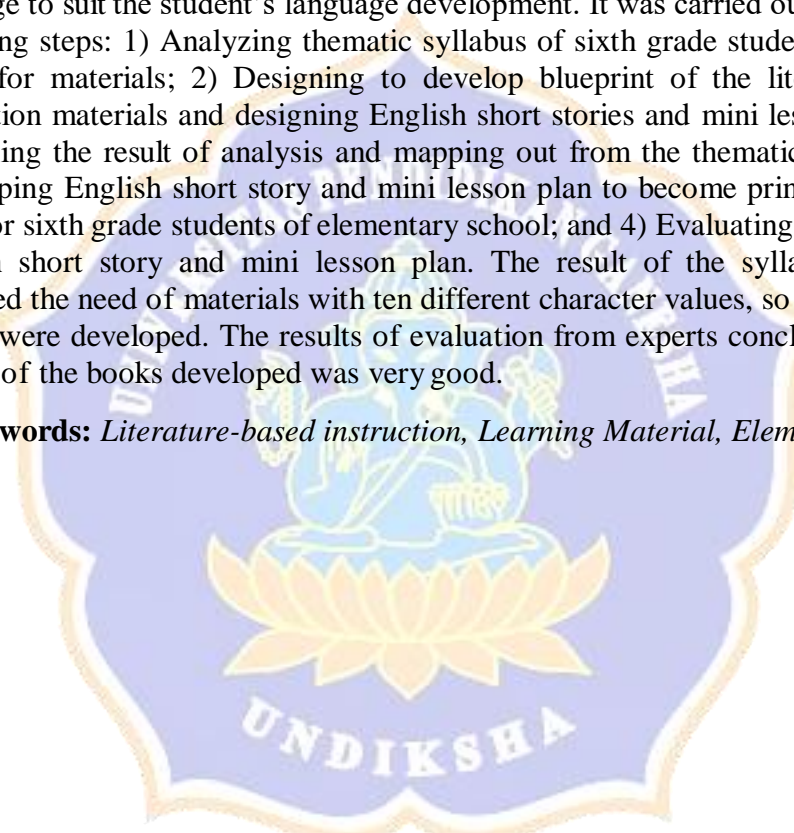 ge to suit the student's language development. It was carried ou
ing steps: 1) Analyzing thematic syllabus of sixth grade stude
for materials; 2) Designing to develop blueprint of the lit
tion materials and designing English short stories and mini les
ing the result of analysis and mapping out from the thematic
ping English short story and mini lesson plan to become prin
or sixth grade students of elementary school; and 4) Evaluating
n short story and mini lesson plan. The result of the sylla
ed the need of materials with ten different character values, so
were developed. The results of evaluation from experts concl
of the books developed was very good.
words: Literature-based instruction, Learning Material, Elem
UNIVERSITAS PENDIDIKAN GANESHA
UNDIKSHA